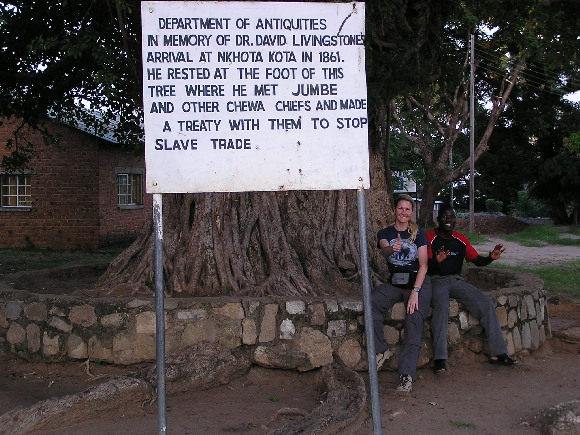 DEPARTMENT OF ANTIQUITIES
IN MEMORY OF DR. DAVID LIVINGSTONE'S
ARRIVAL AT NKHOTA KOTA IN 1861.
HE RESTED AT THE FOOT OF THIS
TREE WHERE HE MET JUMBE
AND OTHER CHEWA CHIEFS AND MADE
A TREATY WITH THEM TO STOP
SLAVE TRADE